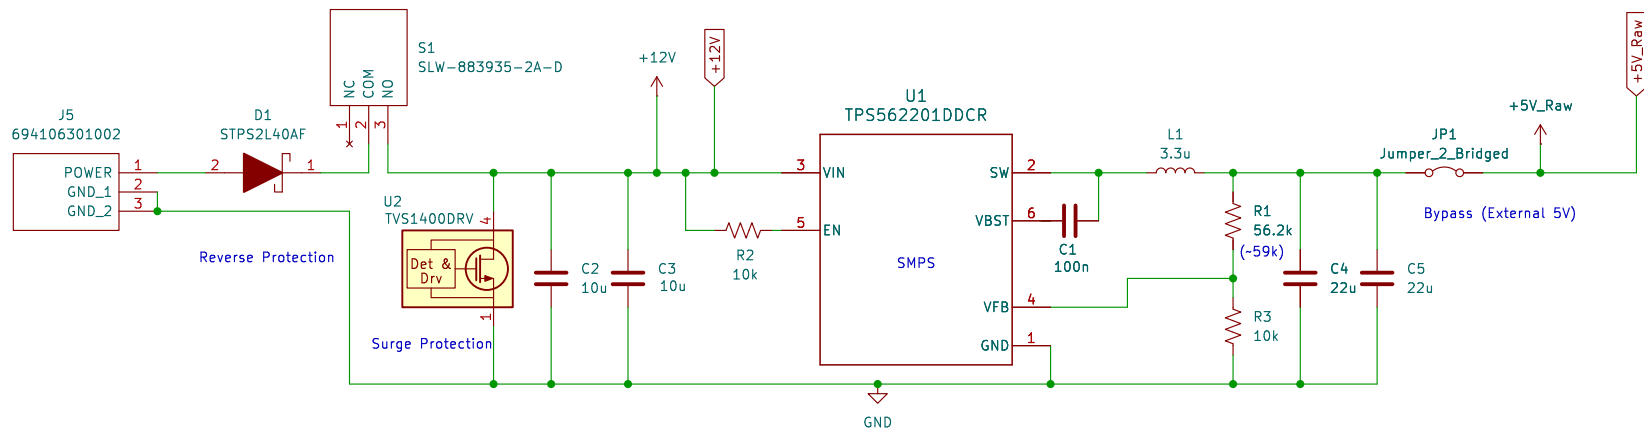 J5
694106301002
POWER
GND_1
GND_2
1
2
3
D1
STPS2L40AF
2
1
S1
SLW-883935-2A-D
NC
COM
NO
1
2
3
Reverse Protection
U2
TVS1400DRV
4
Det &
Drv
1
Surge Protection
C2
10u
C3
10u
+12V
+12V
R2
10k
U1
TPS562201DDCR
3
VIN
5
EN
SMPS
SW
2
VBST
6
VFB
4
GND
1
C1
100n
L1
3.3u
R1
56.2k
(~59k)
R3
10k
C4
22u
C5
22u
JP1
Jumper_2_Bridged
Bypass (External 5V)
+5V_Raw
+5V_Raw
GND